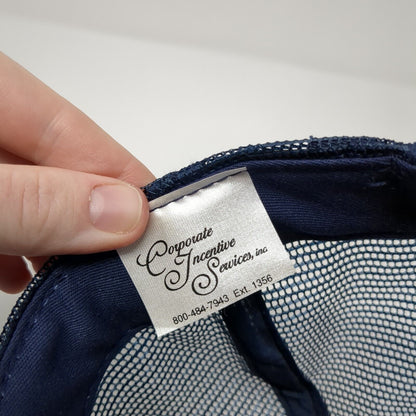 Corporate
Incentive
Services, inc.
800-484-7943 Ext. 1356